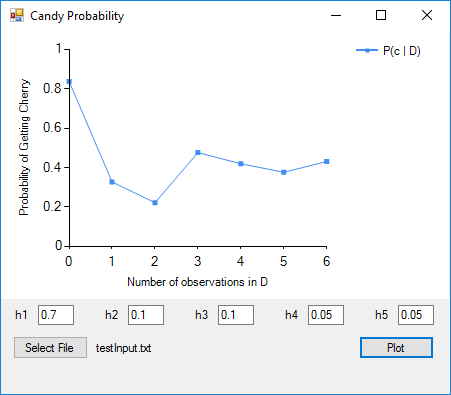 Candy Probability
P(c | D)
Probability of Getting Cherry
1
0.8
0.6
0.4
0.2
0
0 1 2 3 4 5 6
Number of observations in D
h1 0.7 h2 0.1 h3 0.1 h4 0.05 h5 0.05
Select File testInput.txt Plot